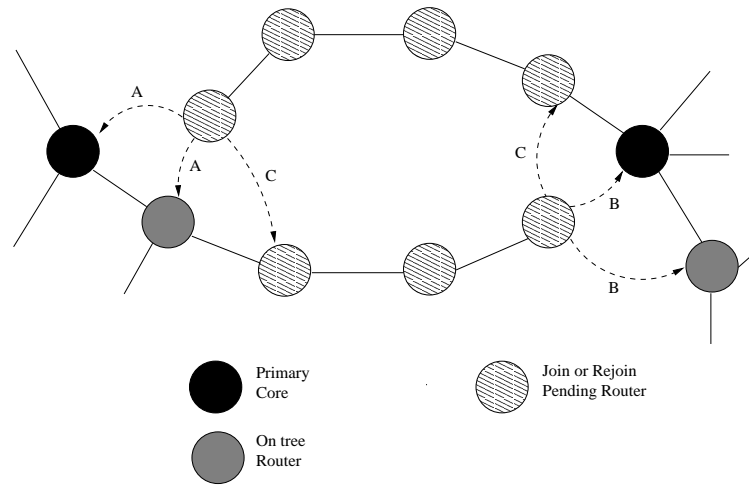 A
A
C
C
B
B
Primary
Core
Join or Rejoin
Pending Router
On tree
Router